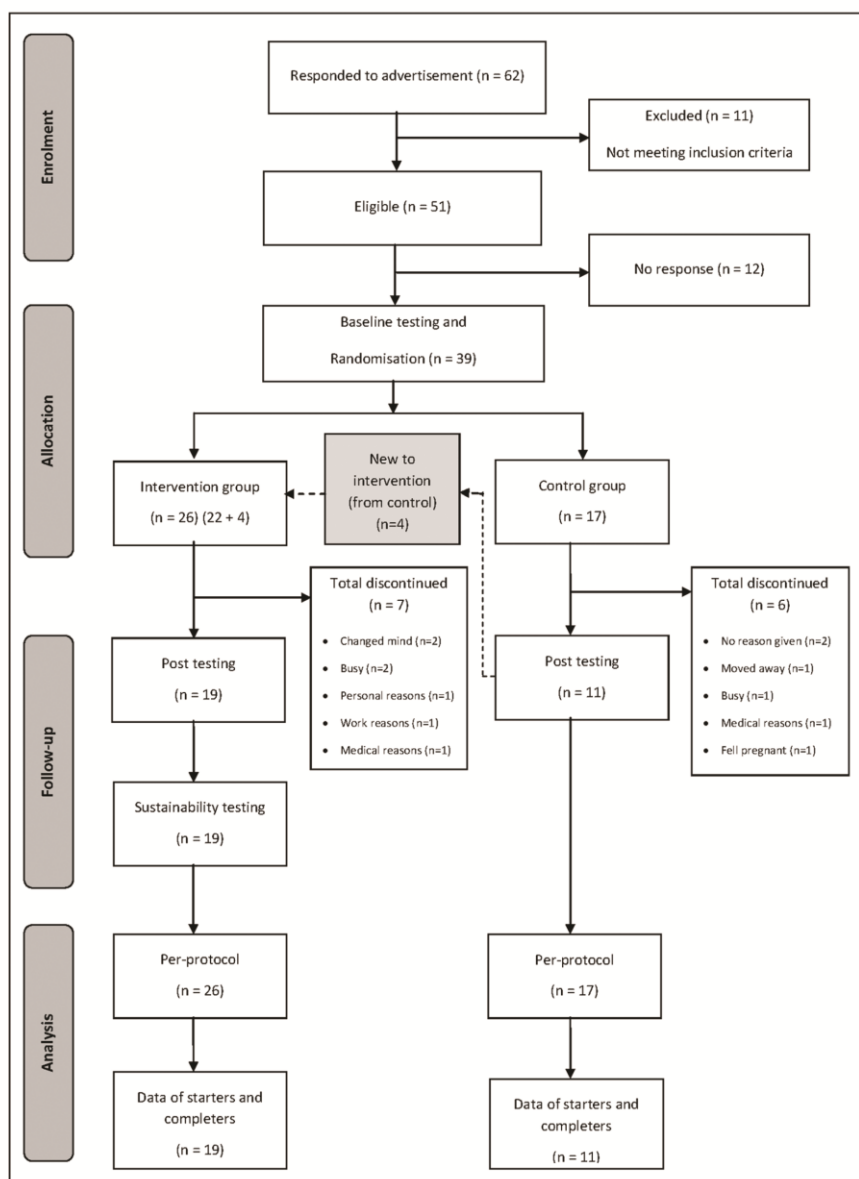 Enrolment
Responded to advertisement (n = 62)
Excluded (n = 11)
Not meeting inclusion criteria
Eligible (n = 51)
No response (n = 12)
Allocation
Baseline testing and
Randomisation (n = 39)
Intervention group
(n = 26) (22 + 4)
New to
intervention
(from control)
(n=4)
Control group
(n = 17)
Follow-up
Total discontinued
(n = 7)
• Changed mind (n=2)
• Busy (n=2)
• Personal reasons (n=1)
• Work reasons (n=1)
• Medical reasons (n=1)
Total discontinued
(n = 6)
• No reason given (n=2)
• Moved away (n=1)
• Busy (n=1)
• Medical reasons (n=1)
• Fell pregnant (n=1)
Post testing
(n = 19)
Post testing
(n = 11)
Sustainability testing
(n = 19)
Analysis
Per-protocol
(n = 26)
Per-protocol
(n = 17)
Data of starters and
completers
(n = 19)
Data of starters and
completers
(n = 11)